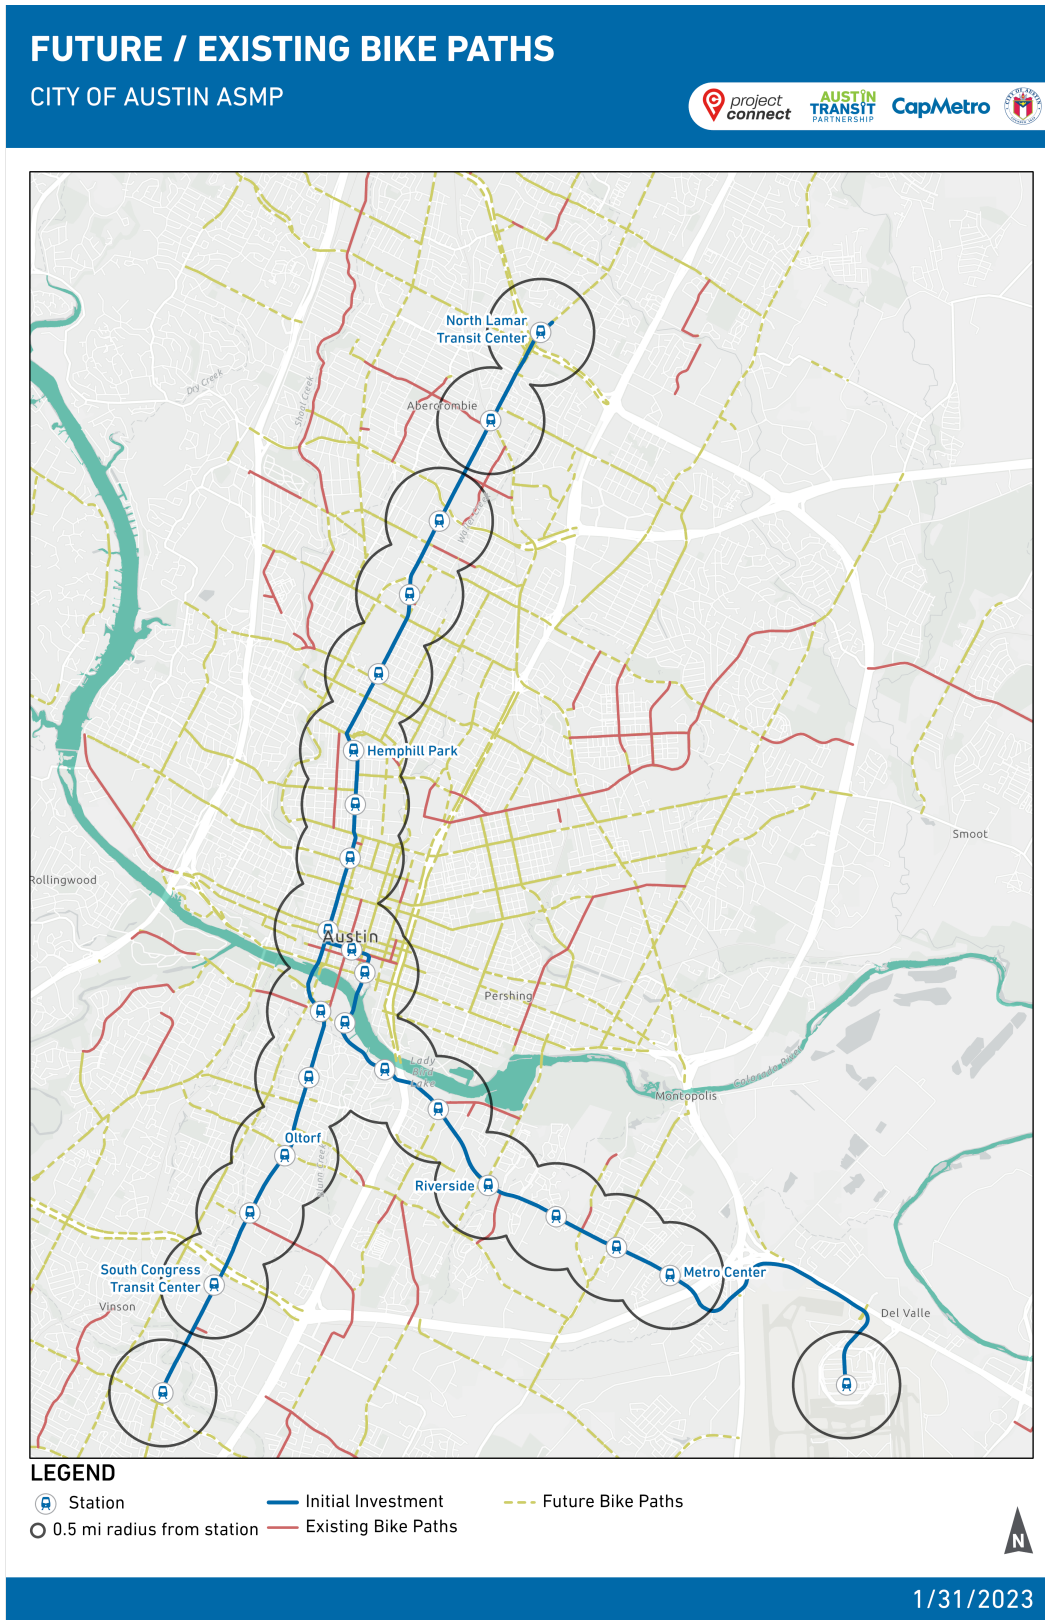 FUTURE / EXISTING BIKE PATHS
CITY OF AUSTIN ASMP
project
connect
AUSTIN
TRANSIT
PARTNERSHIP
CapMetro
North Lamar
Transit Center
Dry Creek
Shoal Creek
Abercrombie
Hemphill Park
Smoot
Rollingwood
Austin
Pershing
Lady
Bird
Lake
Colorado River
Montopolis
Oltorf
Riverside
South Congress
Transit Center
Metro Center
Vinson
Del Valle
LEGEND
Station
Initial Investment
Future Bike Paths
0.5 mi radius from station
Existing Bike Paths
N
1/31/2023